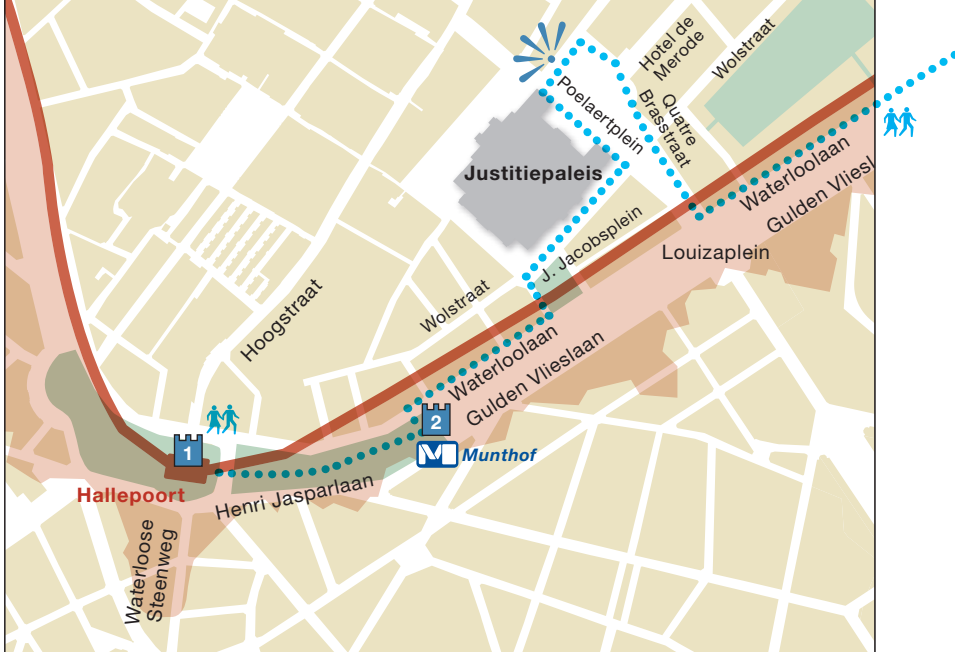 Hotel de
Merode
Wolstraat
Poelaertplein
Quatre
Brasstraat
Justitiepaleis
Waterloolaan
Gulden Vliesl
J. Jacobsplein
Louizaplein
Hoogstraat
Wolstraat
Waterloolaan
Gulden Vlieslaan
1
2
M Munthof
Hallepoort
Henri Jasparlaan
Waterloose
Steenweg